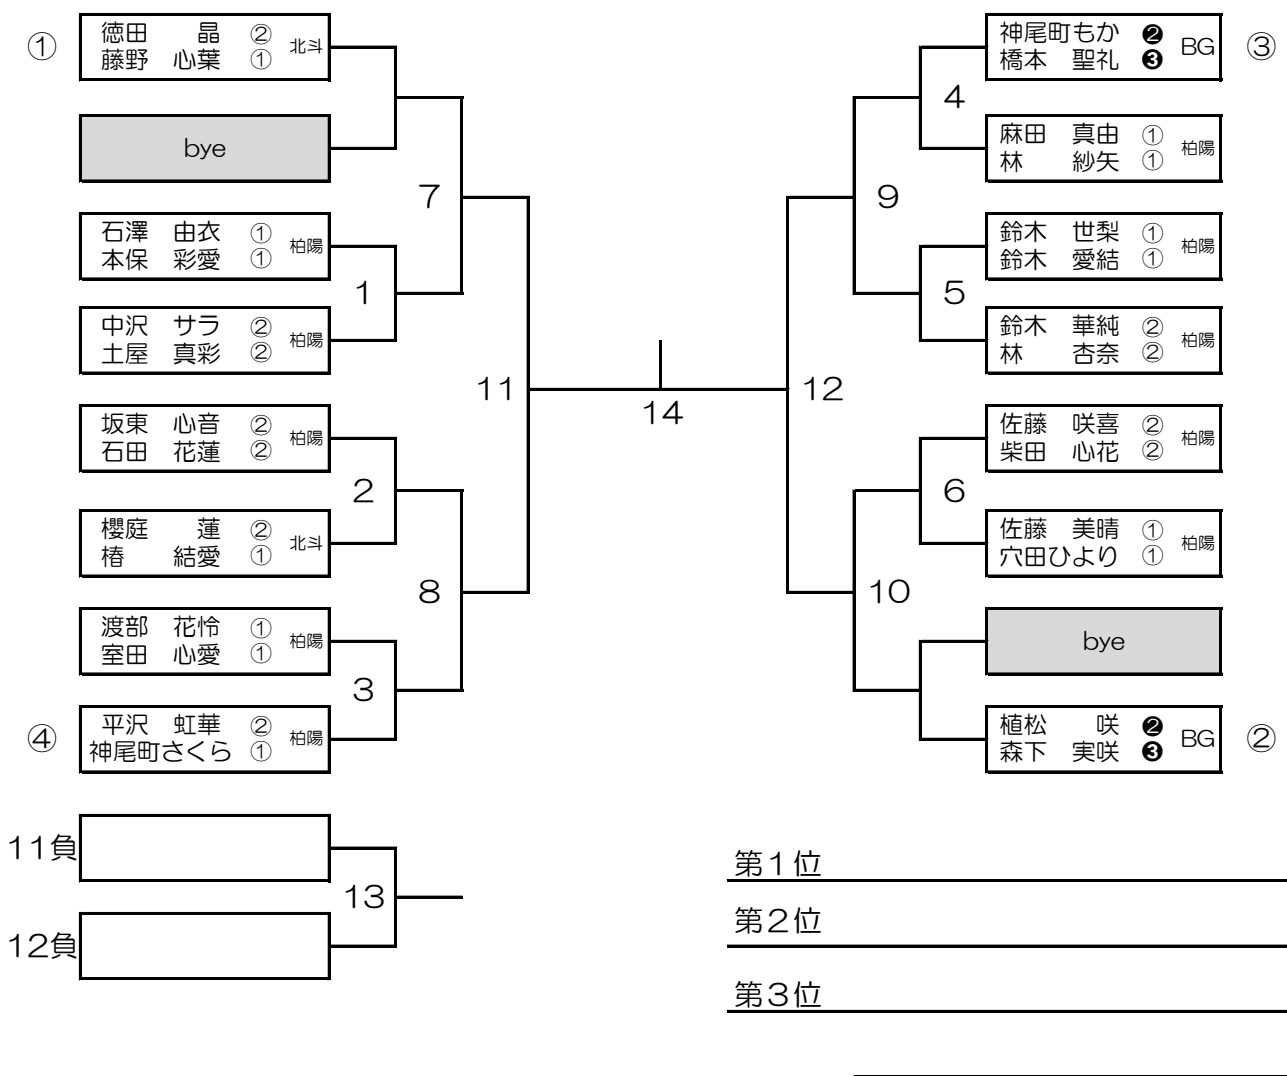 ① 徳田 晶 ② 北斗
藤野 心葉 ①
bye
7
石澤 由衣 ① 柏陽
本保 彩愛 ①
1
中沢 サラ ② 柏陽
土屋 真彩 ②
11
坂東 心音 ② 柏陽
石田 花蓮 ②
2
櫻庭 蓮 ② 北斗
椿 結愛 ①
8
渡部 花怜 ① 柏陽
室田 心愛 ①
3
④ 平沢 虹華 ② 柏陽
神尾町さくら ①
14
神尾町もか ❷ BG ③
橋本 聖礼 ❸
4
麻田 真由 ① 柏陽
林 紗矢 ①
9
鈴木 世梨 ① 柏陽
鈴木 愛結 ①
5
鈴木 華純 ② 柏陽
林 杏奈 ②
12
佐藤 咲喜 ② 柏陽
柴田 心花 ②
6
佐藤 美晴 ① 柏陽
穴田ひより ①
10
bye
植松 咲 ❷ BG ②
森下 実咲 ❸
11負
13
12負
第1位
第2位
第3位